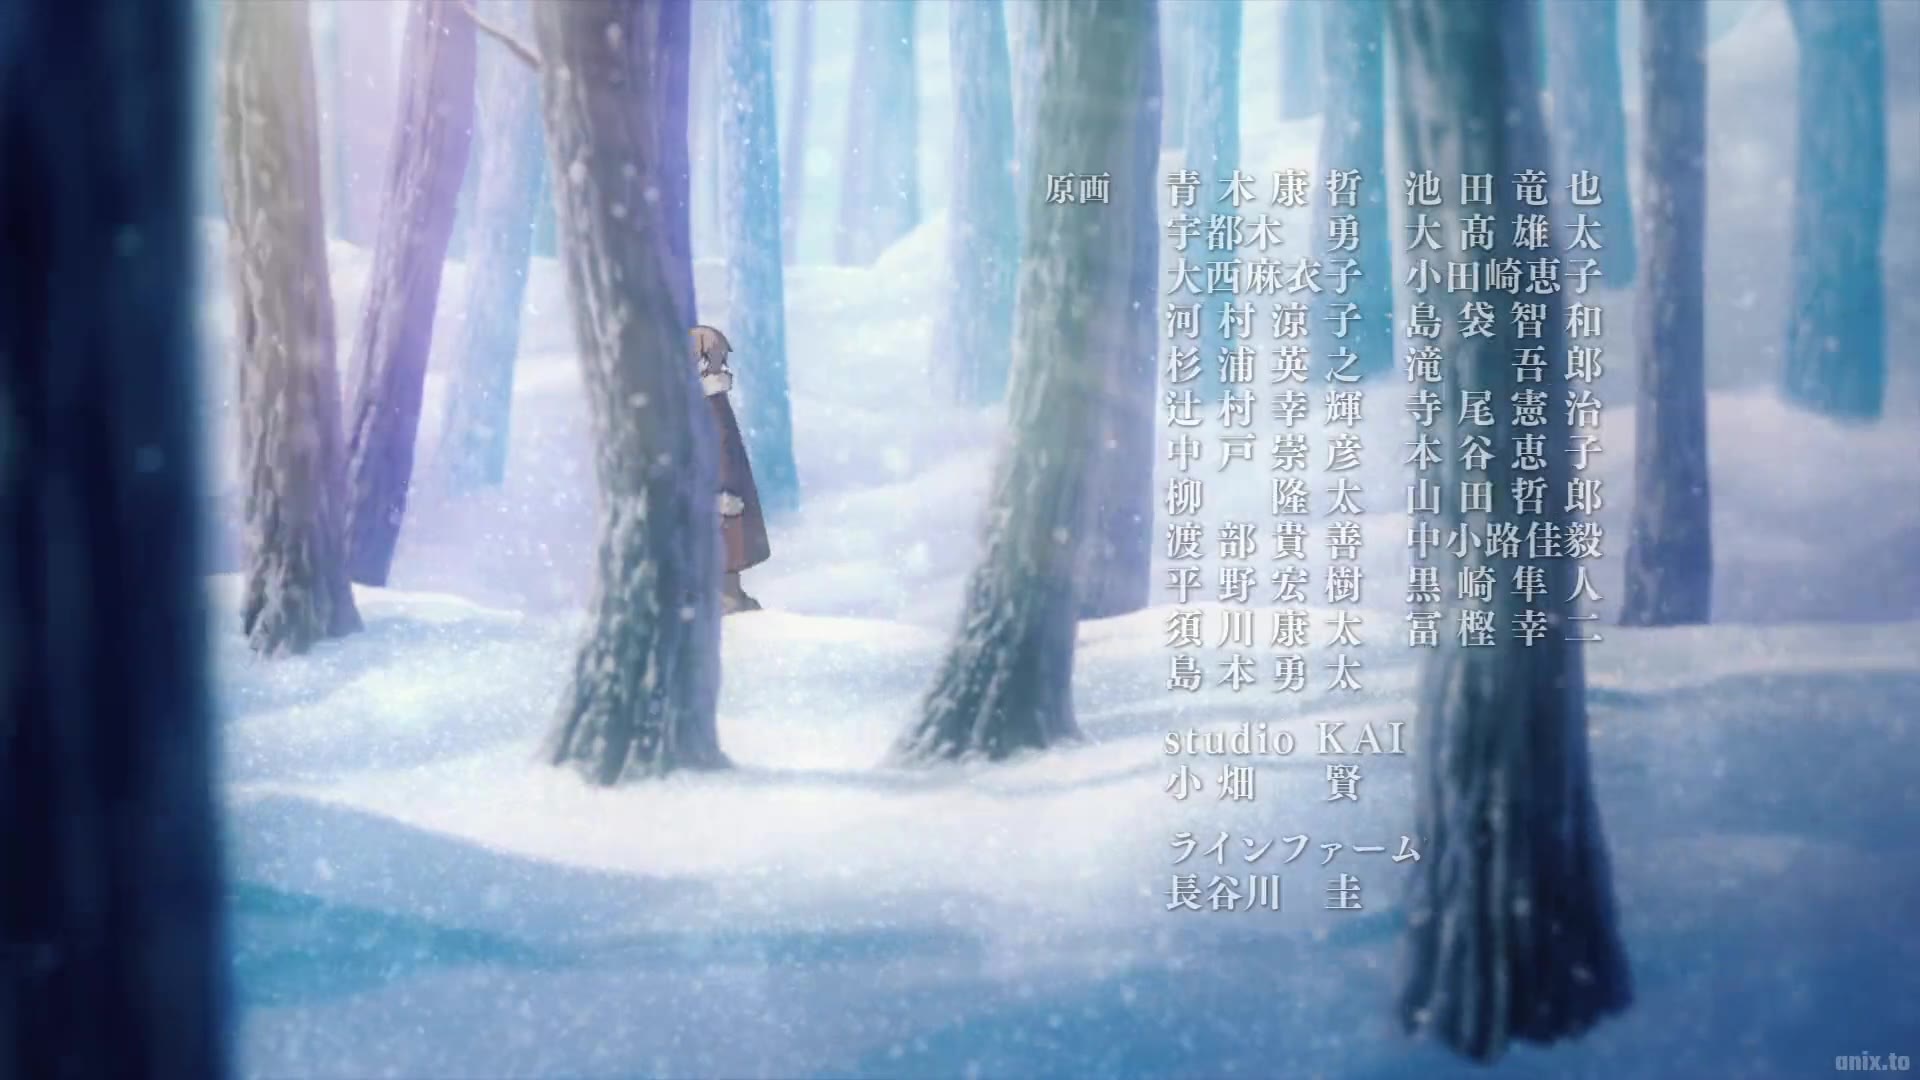 原画 青木康哲 池田竜也
宇都木 勇 大髙雄太
大西麻衣子 小田崎恵子
河村涼子 島袋智和
杉浦英之 滝 吾郎
辻村幸輝 寺尾憲治
中戸崇彦 本谷恵子
柳 隆太 山田哲郎
渡部貴善 中小路佳毅
平野宏樹 黒崎隼人
須川康太 冨樫幸二
島本勇太
studio KAI
小畑 賢
ラインファーム
長谷川 圭
anix.to